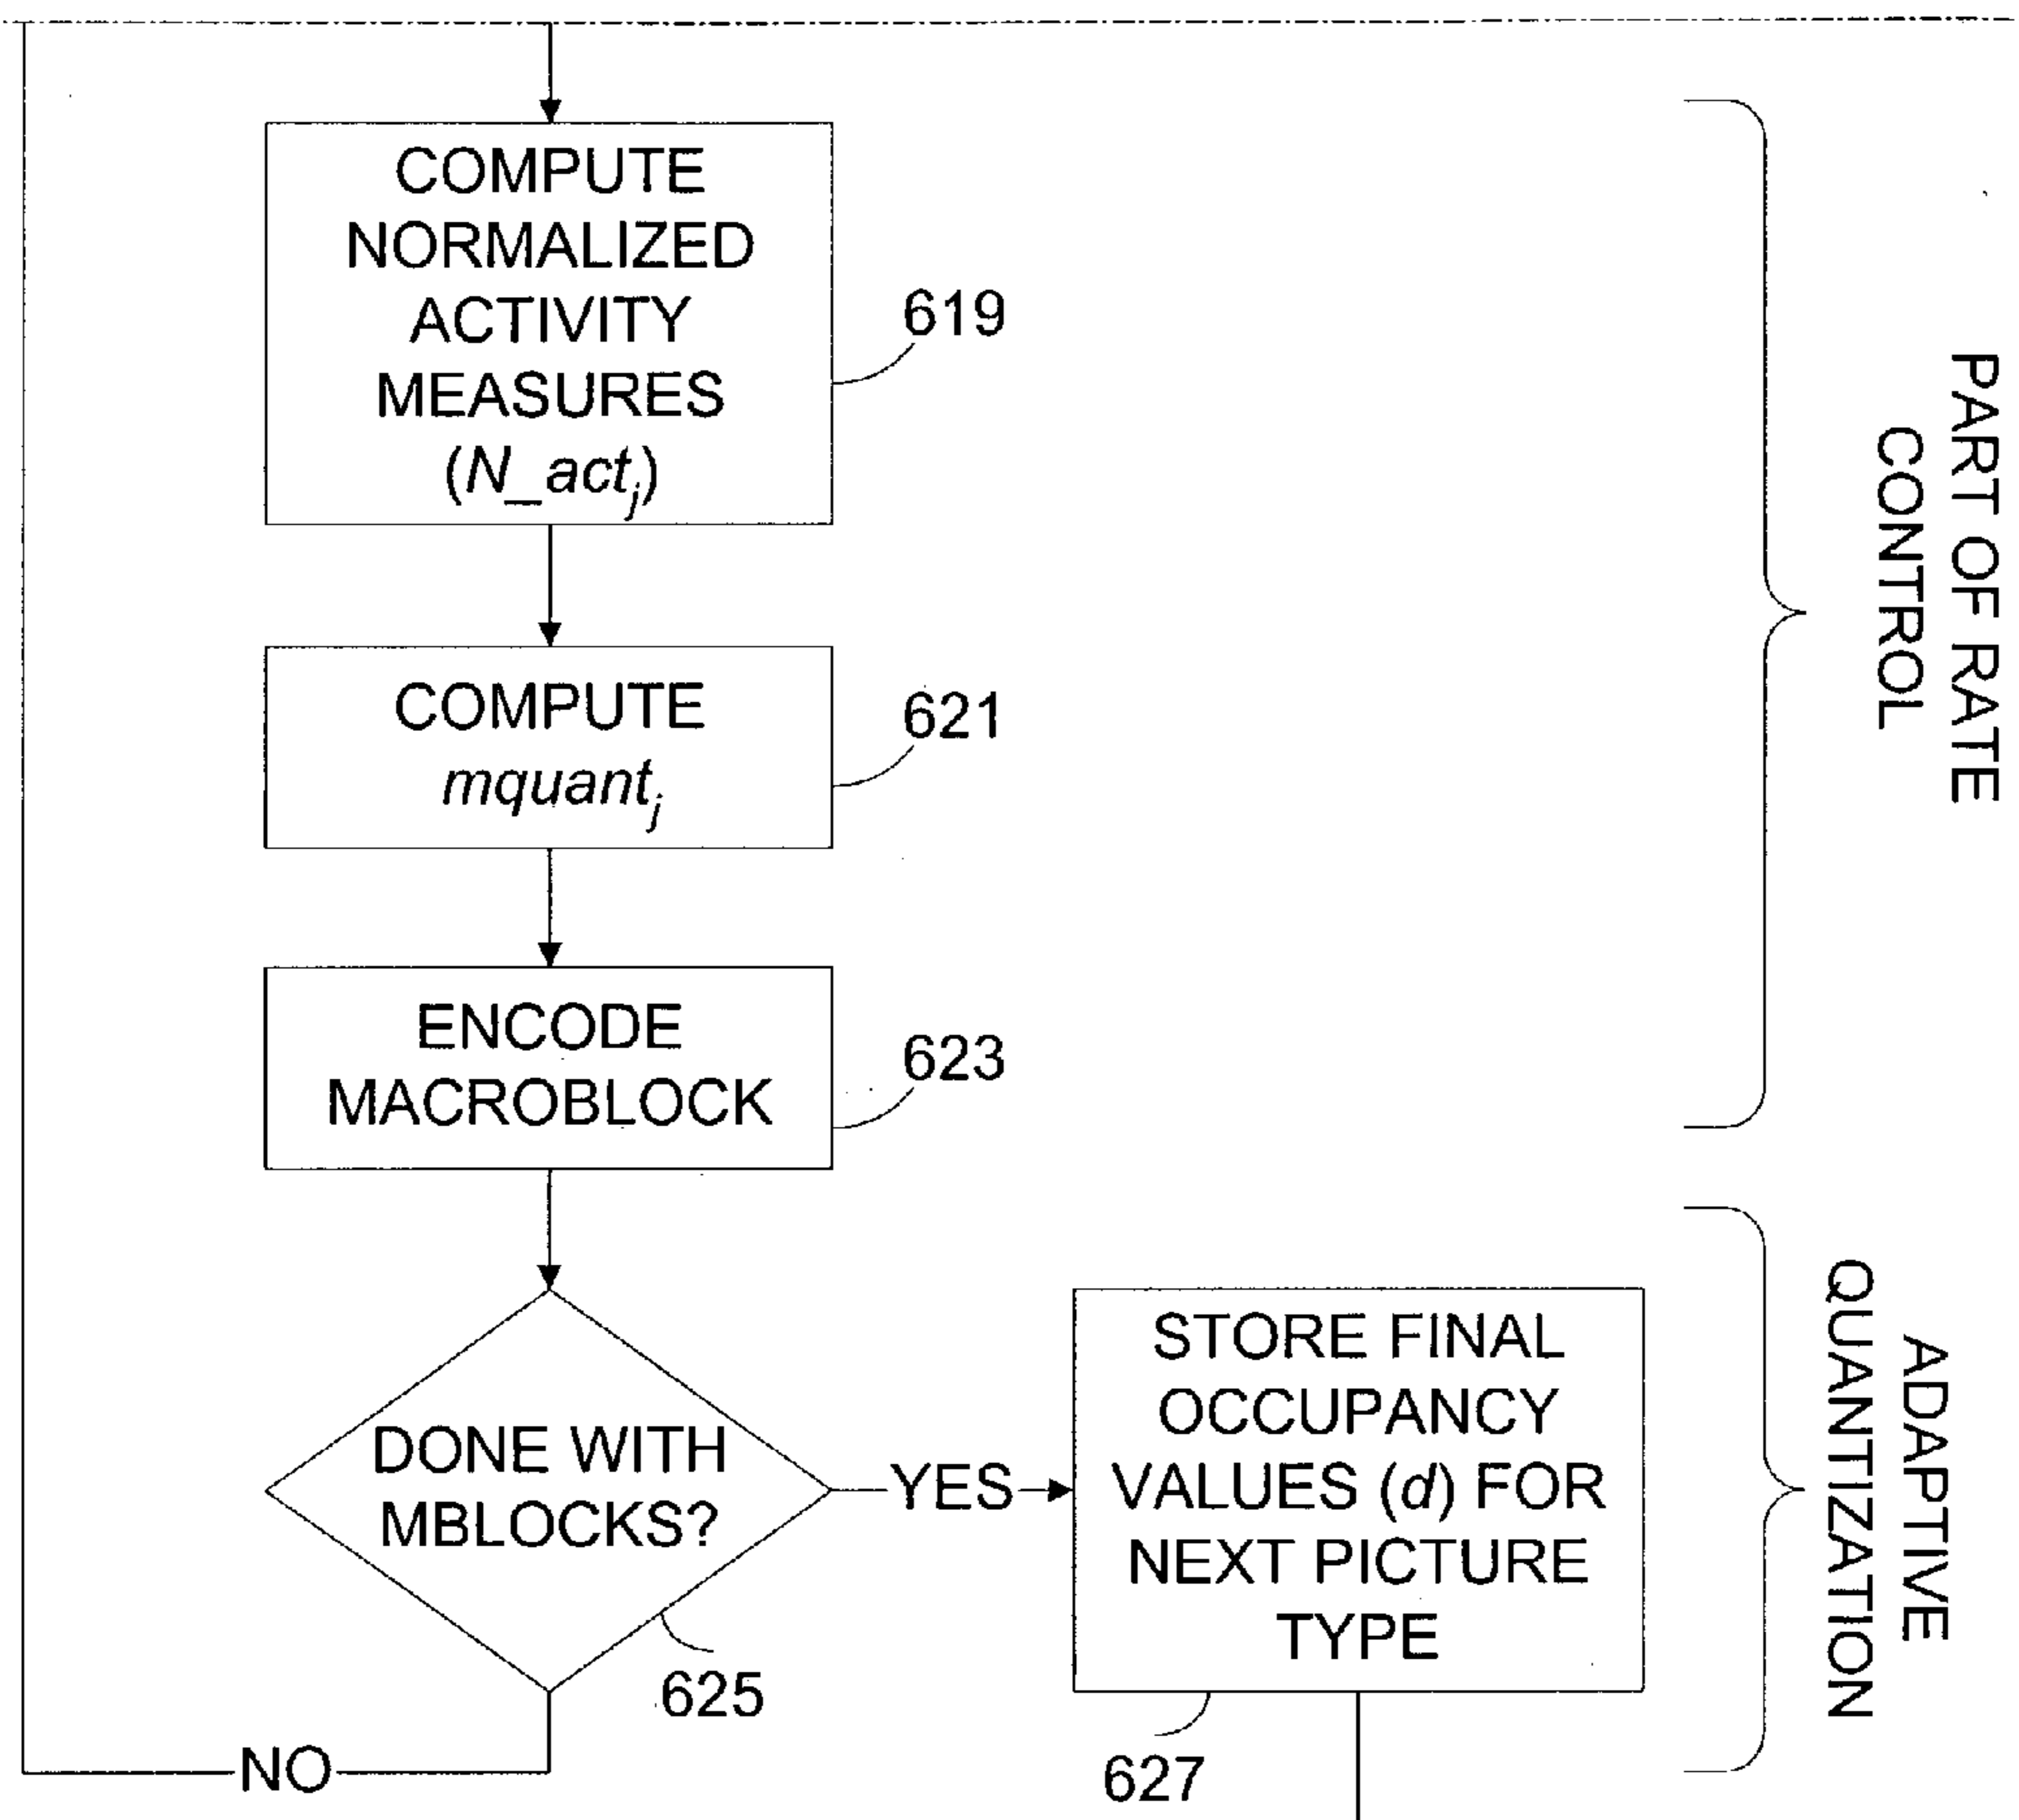 COMPUTE
NORMALIZED
ACTIVITY
MEASURES
(N_actj)
619
COMPUTE
mquantj
621
ENCODE
MACROBLOCK
623
PART OF RATE
CONTROL
DONE WITH
MBLOCKS?
625
YES
NO
STORE FINAL
OCCUPANCY
VALUES (d) FOR
NEXT PICTURE
TYPE
627
ADAPTIVE
QUANTIZATION